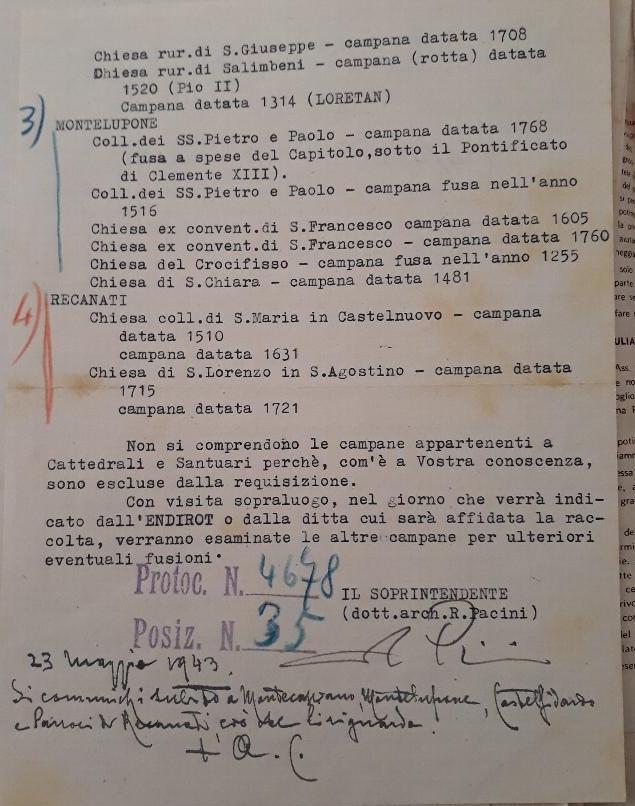 Chiesa rur.di S.Giuseppe - campana datata 1708
Dhiesa rur.di Salimbeni - campana (rotta) datata
1520 (Pio II)
Campana datata 1314 (LORETAN)
3) MONTELUPONE
Coll.dei SS.Pietro e Paolo - campana datata 1768
(fusa a spese del Capitolo,sotto il Pontificato
di Clemente XIII).
Coll.dei SS.Pietro e Paolo - campana fusa nell'anno
1516
Chiesa ex convent.di S.Francesco campana datata 1605
Chiesa ex convent.di S.Francesco - campana datata 1760
Chiesa del Crocifisso - campana fusa nell'anno 1255
Chiesa di S.Chiara - campana datata 1481
4) RECANATI
Chiesa coll.di S.Maria in Castelnuovo - campana
datata 1510
campana datata 1631
Chiesa di S.Lorenzo in S.Agostino - campana datata
1715
campana datata 1721
Non si comprendono le campane appartenenti a
Cattedrali e Santuari perchè, com'è a Vostra conoscenza,
sono escluse dalla requisizione.
Con visita sopraluogo, nel giorno che verrà indi-
cato dall'ENDIROT o dalla ditta cui sarà affidata la rac-
colta, verranno esaminate le altre campane per ulteriori
eventuali fusioni.
Protoc. N. 4678
IL SOPRINTENDENTE
(dott.arch.R.Pacini)
Posiz. N. 35
23 Maggio 1943.
Si comunichi subito a Montecassiano, Montelupone, Castelfidardo
e Parroci di Recanati, ciò che li riguarda.
+ A. C.